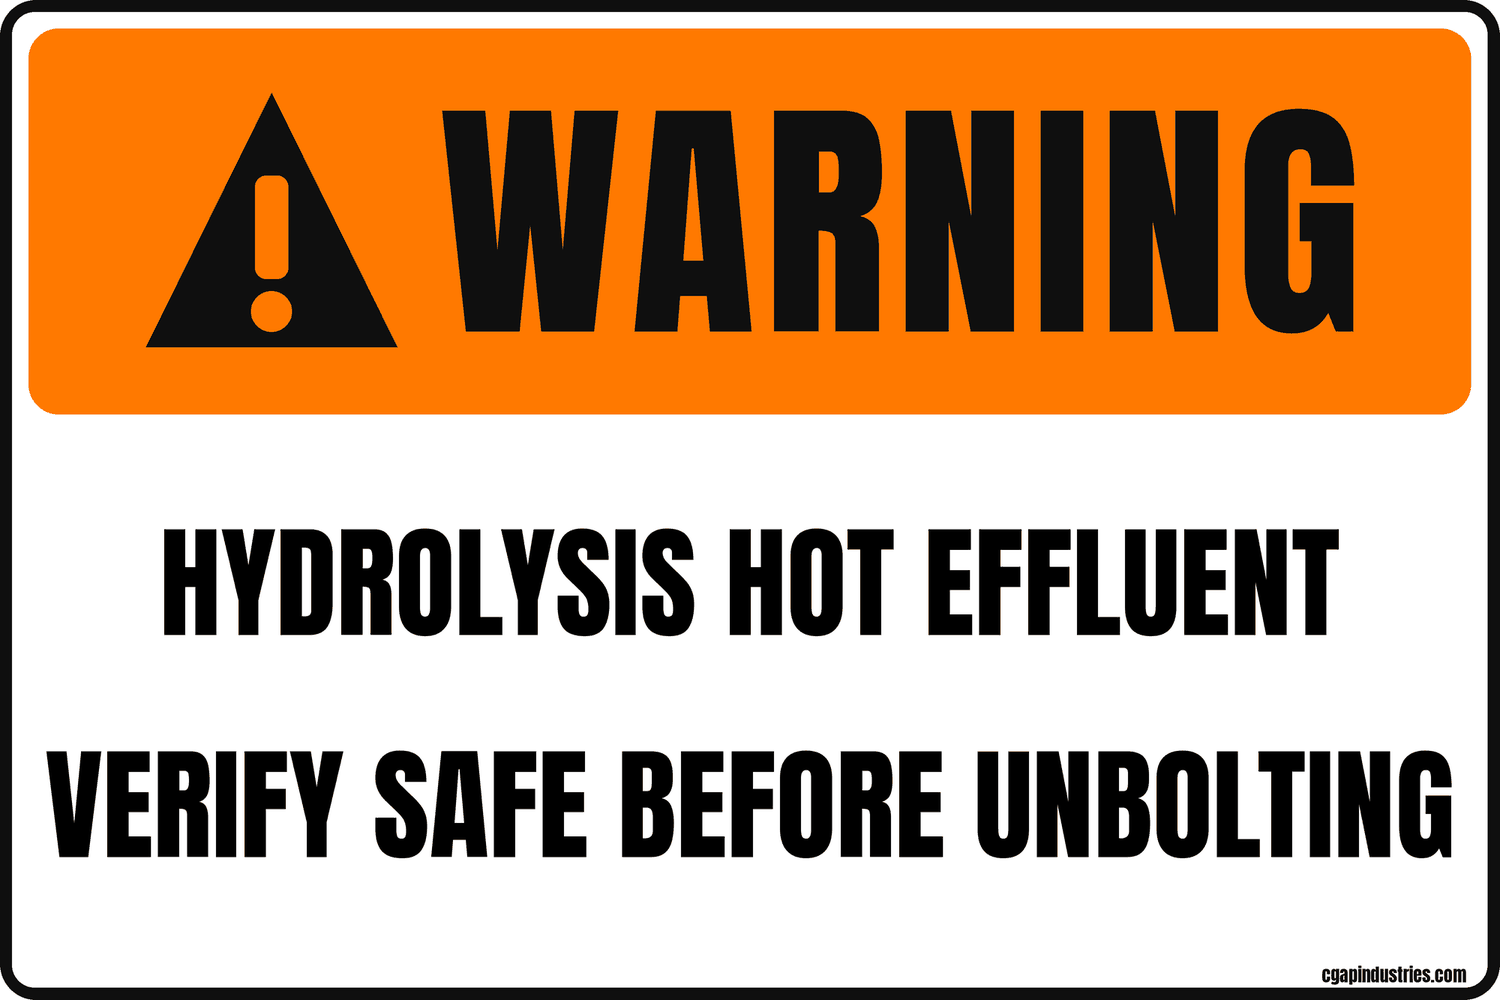 WARNING
HYDROLYSIS HOT EFFLUENT
VERIFY SAFE BEFORE UNBOLTING
cgapindustries.com